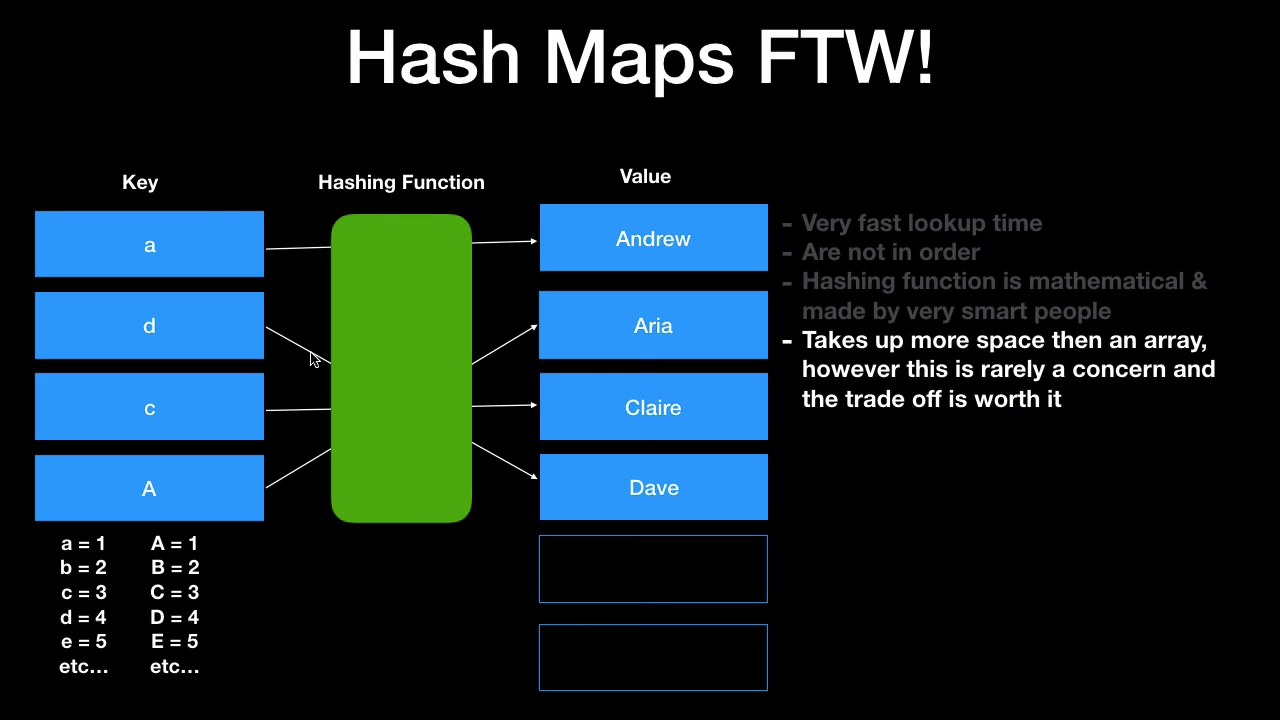 Hash Maps FTW!
Key
Hashing Function
Value
a
d
c
A
Andrew
Aria
Claire
Dave
- Very fast lookup time
- Are not in order
- Hashing function is mathematical &
made by very smart people
- Takes up more space then an array,
however this is rarely a concern and
the trade off is worth it
a = 1 A = 1
b = 2 B = 2
c = 3 C = 3
d = 4 D = 4
e = 5 E = 5
etc... etc...